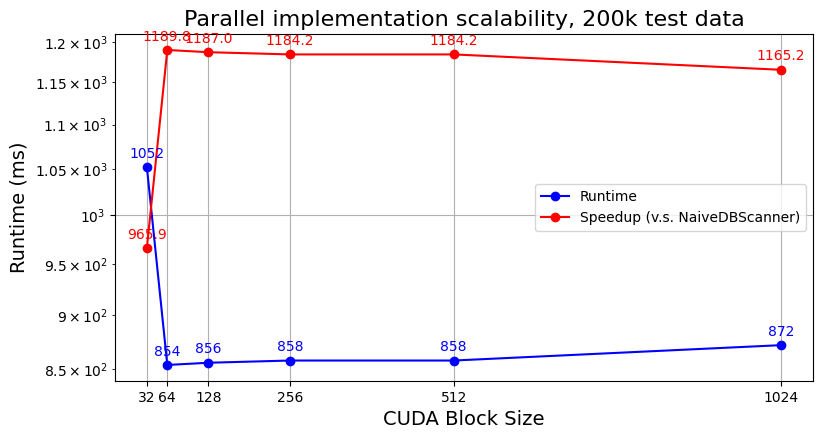 Parallel implementation scalability, 200k test data
Runtime (ms)
1.2 × 10³
1.15 × 10³
1.1 × 10³
1.05 × 10³
10³
9.5 × 10²
9 × 10²
8.5 × 10²
1189.8
1187.0
1184.2
1184.2
1165.2
1052
965.9
854
856
858
858
872
Runtime
Speedup (v.s. NaiveDBScanner)
32 64 128 256 512 1024
CUDA Block Size